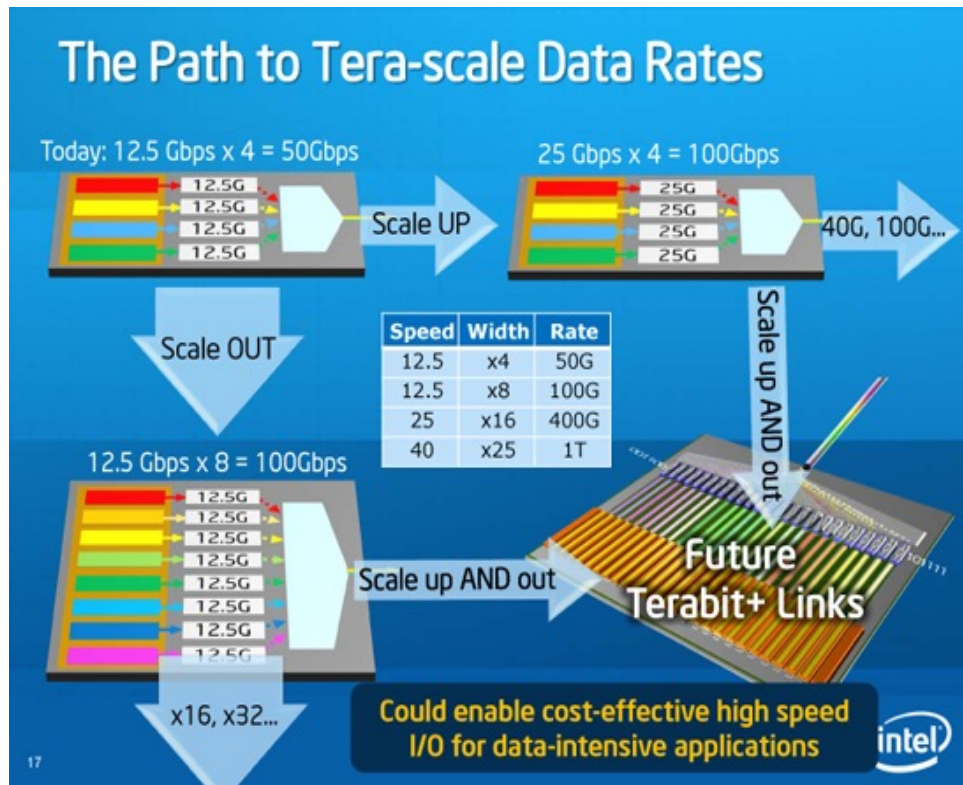 The Path to Tera-scale Data Rates
Today: 12.5 Gbps x 4 = 50Gbps
12.5G
12.5G
12.5G
12.5G
Scale UP
25 Gbps x 4 = 100Gbps
25G
25G
25G
25G
40G, 100G...
Scale OUT
Speed Width Rate
12.5 x4 50G
12.5 x8 100G
25 x16 400G
40 x25 1T
Scale up AND out
12.5 Gbps x 8 = 100Gbps
12.5G
12.5G
12.5G
12.5G
12.5G
12.5G
12.5G
12.5G
Scale up AND out
Future
Terabit+ Links
x16, x32...
Could enable cost-effective high speed
I/O for data-intensive applications
intel
17